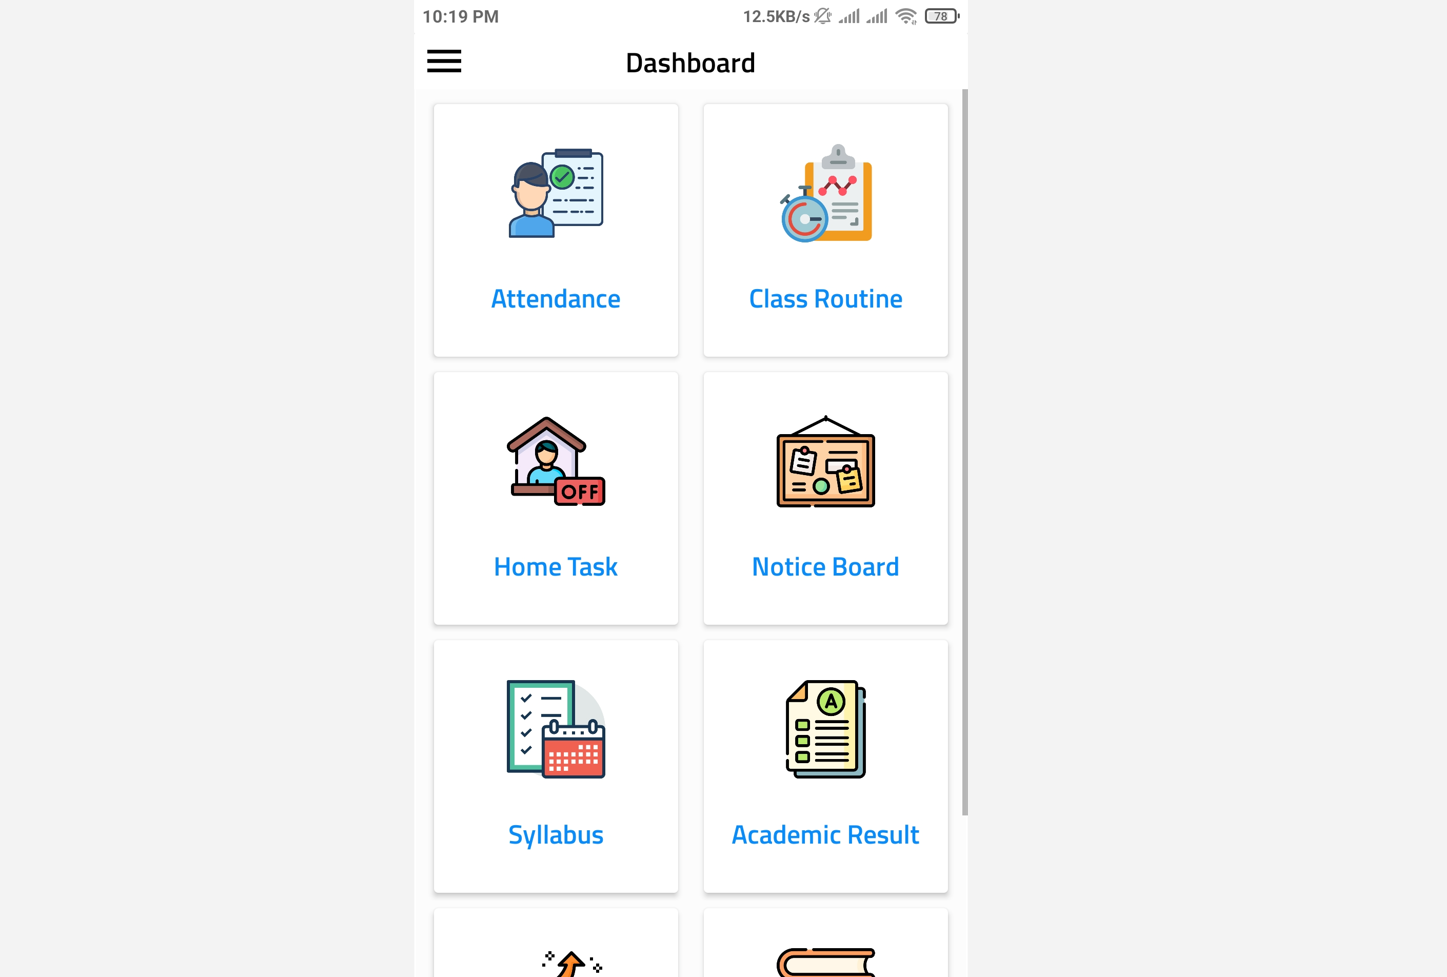 10:19 PM 12.5KB/s 78
Dashboard
Attendance Class Routine
OFF
Home Task Notice Board
A
Syllabus Academic Result